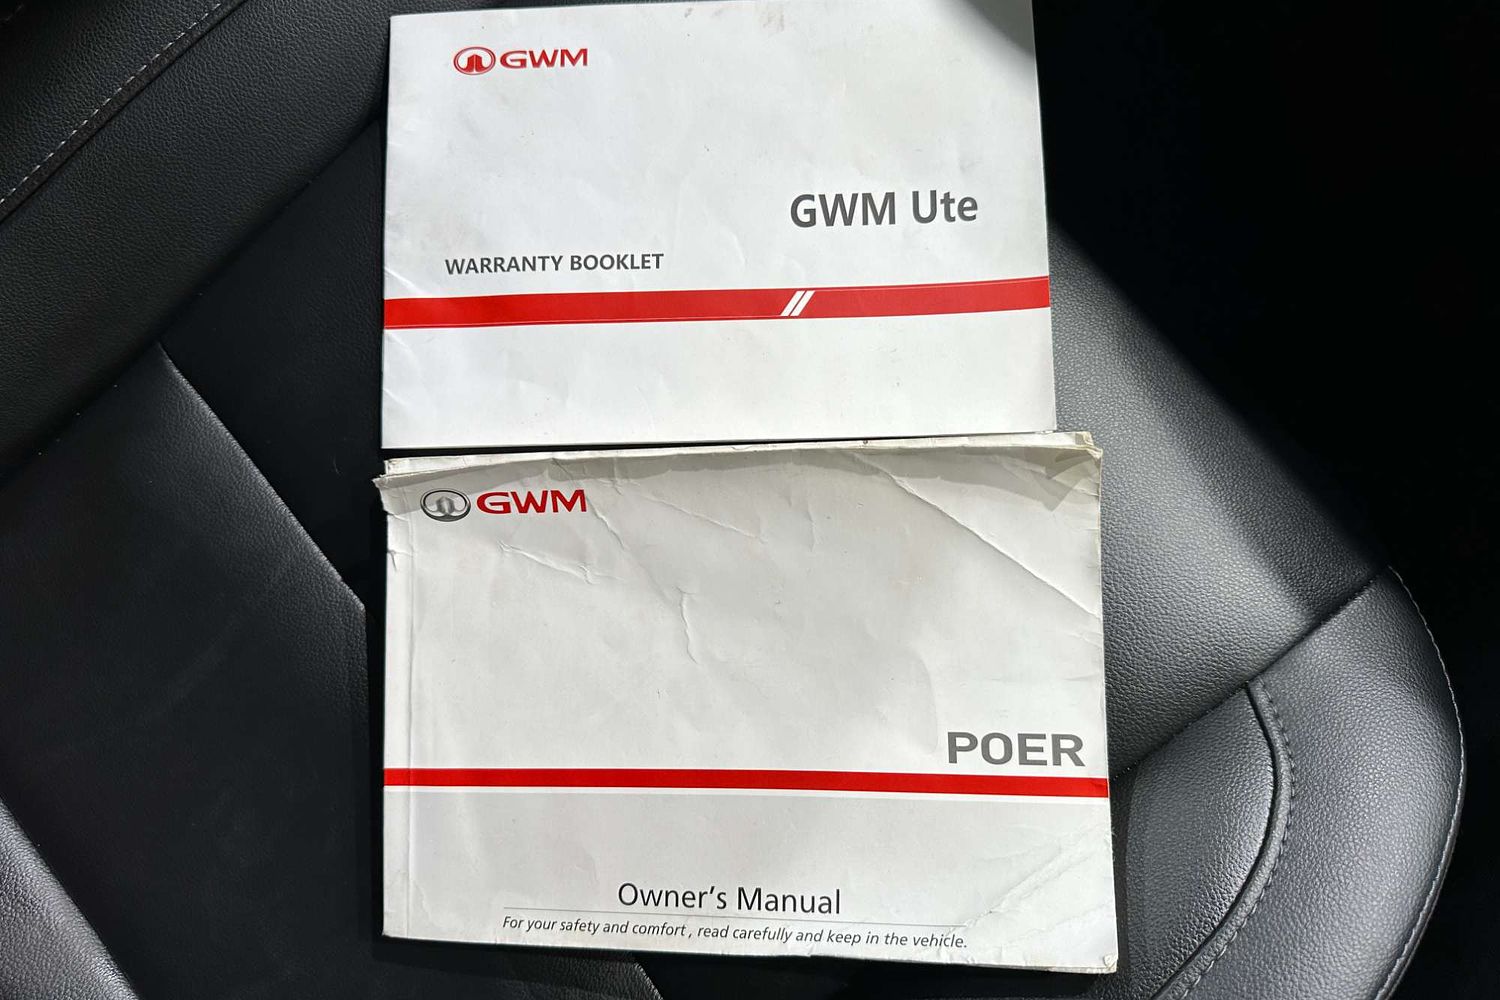 GWM
GWM Ute
WARRANTY BOOKLET
GWM
POER
Owner's Manual
For your safety and comfort , read carefully and keep in the vehicle.